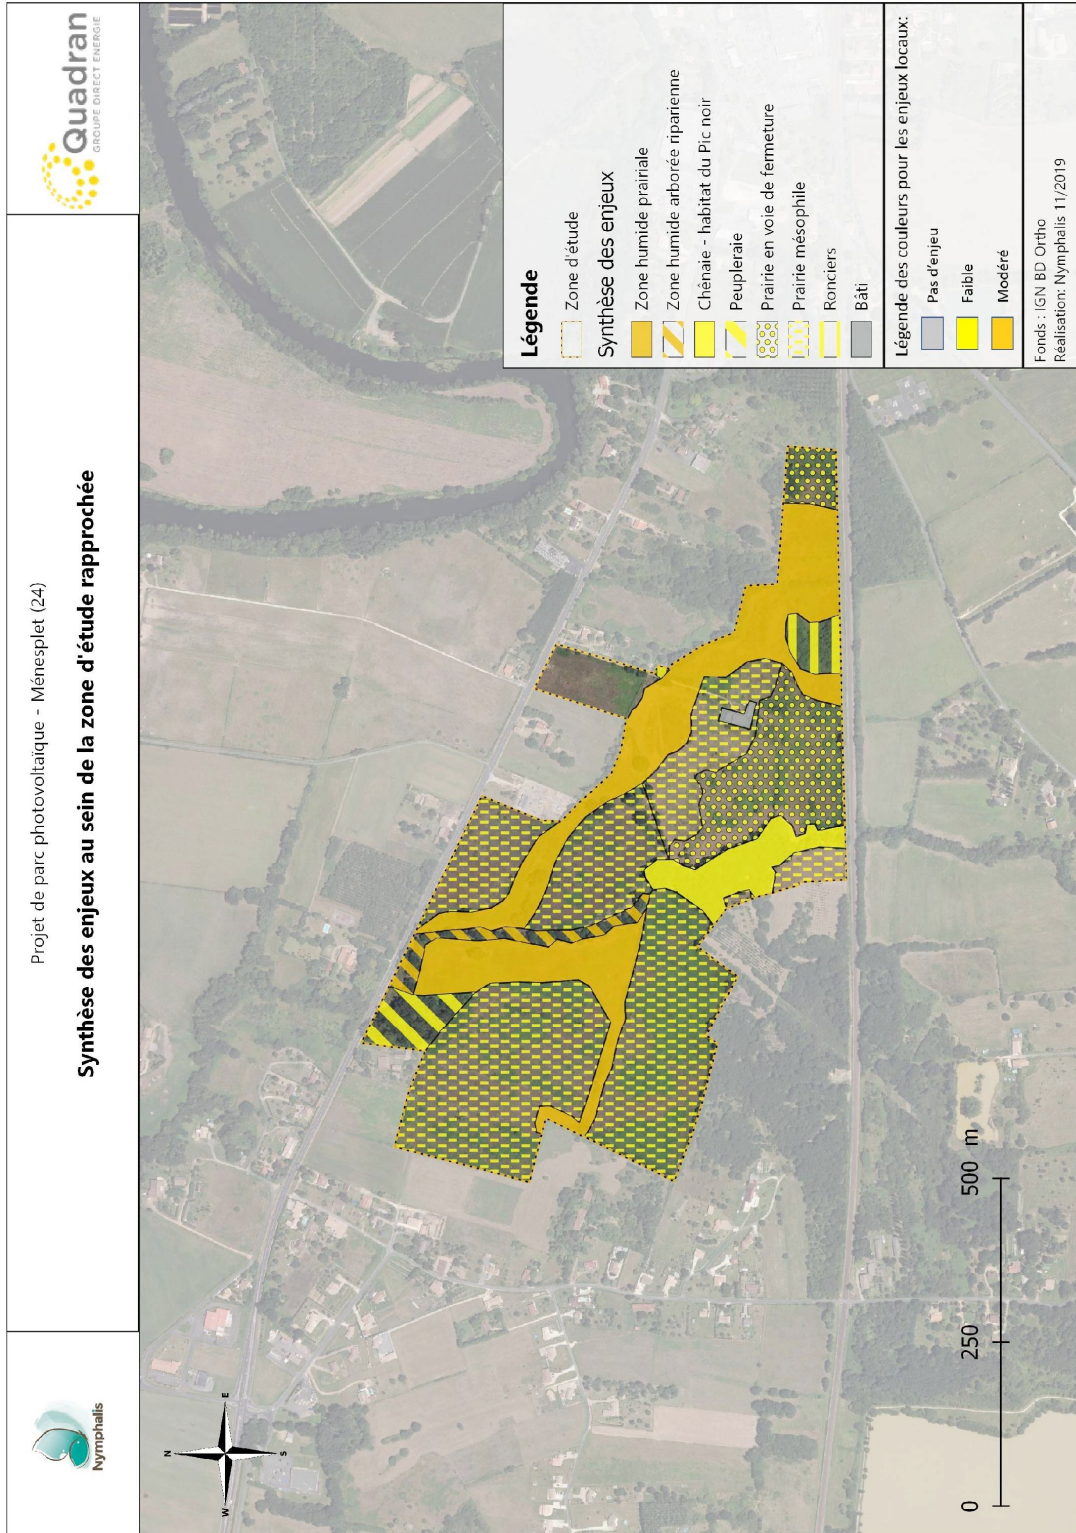 Nymphalis
Projet de parc photovoltaïque - Ménesplet (24)
Synthèse des enjeux au sein de la zone d'étude rapprochée
Quadran
GROUPE DIRECT ENERGIE
N
W
E
S
0
250
500 m
Légende
Zone d'étude
Synthèse des enjeux
Zone humide prairiale
Zone humide arborée riparienne
Chênaie - habitat du Pic noir
Peupleraie
Prairie en voie de fermeture
Prairie mésophile
Ronciers
Bâti
Légende des couleurs pour les enjeux locaux:
Pas d'enjeu
Faible
Modéré
Fonds : IGN BD Ortho
Réalisation: Nymphalis 11/2019